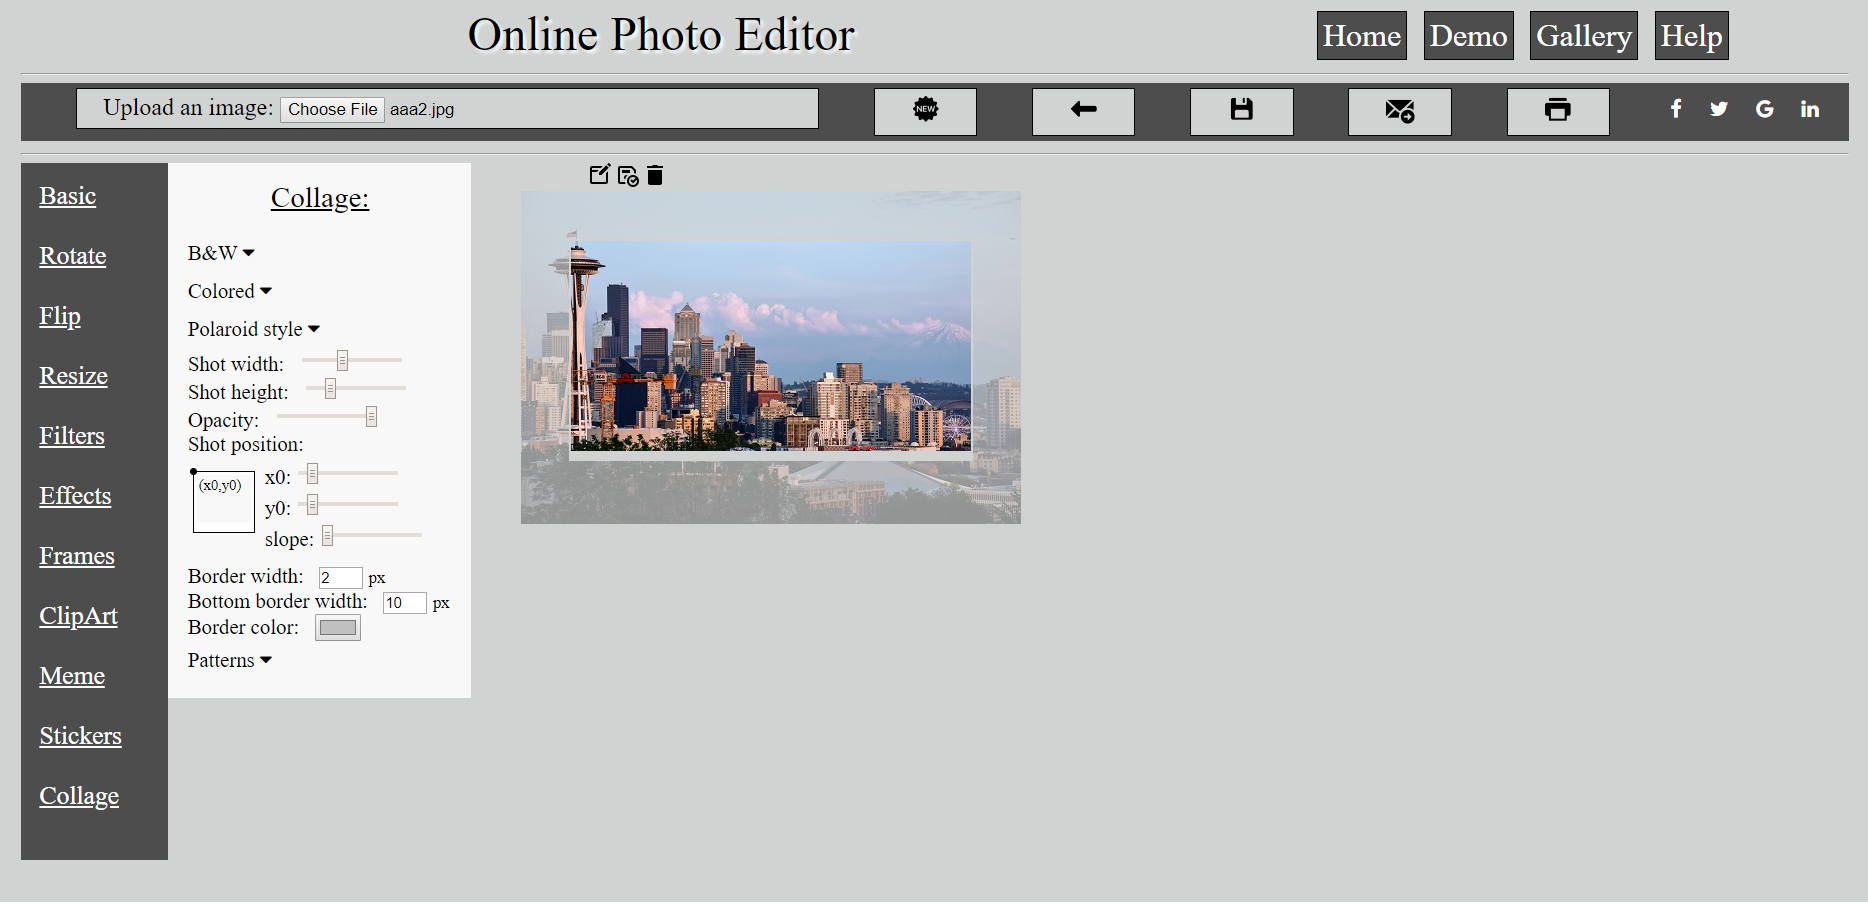 Online Photo Editor
Home Demo Gallery Help
Upload an image: Choose File aaa2.jpg
NEW
Basic
Rotate
Flip
Resize
Filters
Effects
Frames
ClipArt
Meme
Stickers
Collage
Collage:
B&W
Colored
Polaroid style
Shot width:
Shot height:
Opacity:
Shot position:
(x0,y0)
x0:
y0:
slope:
Border width: 2 px
Bottom border width: 10 px
Border color:
Patterns